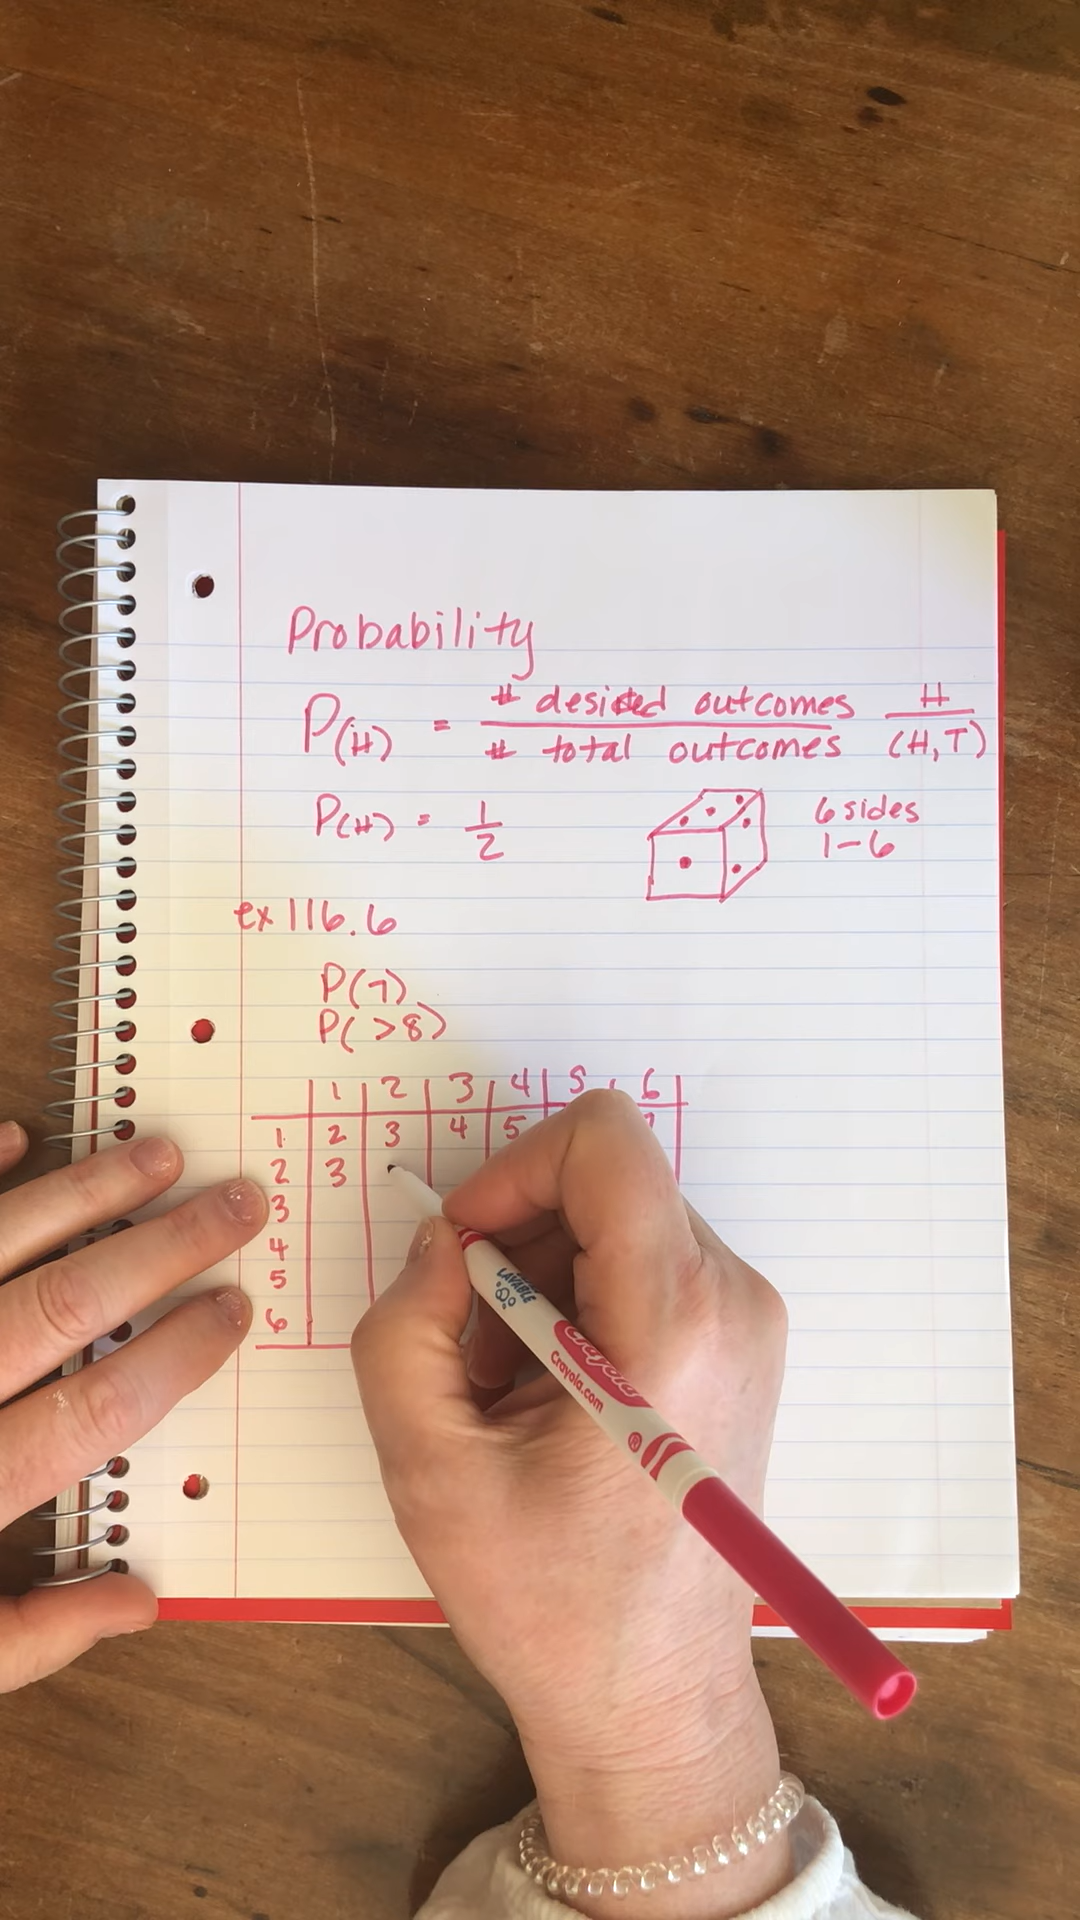 Probability
P(H) = # desired outcomes / # total outcomes H / (H,T)
P(H) = 1/2
6 sides
1-6
ex 116.6
P(7)
P(>8)
1 2 3 4 5 6
1 2 3 4 5
2 3
3
4
5
6
Crayola
Crayola.com
®